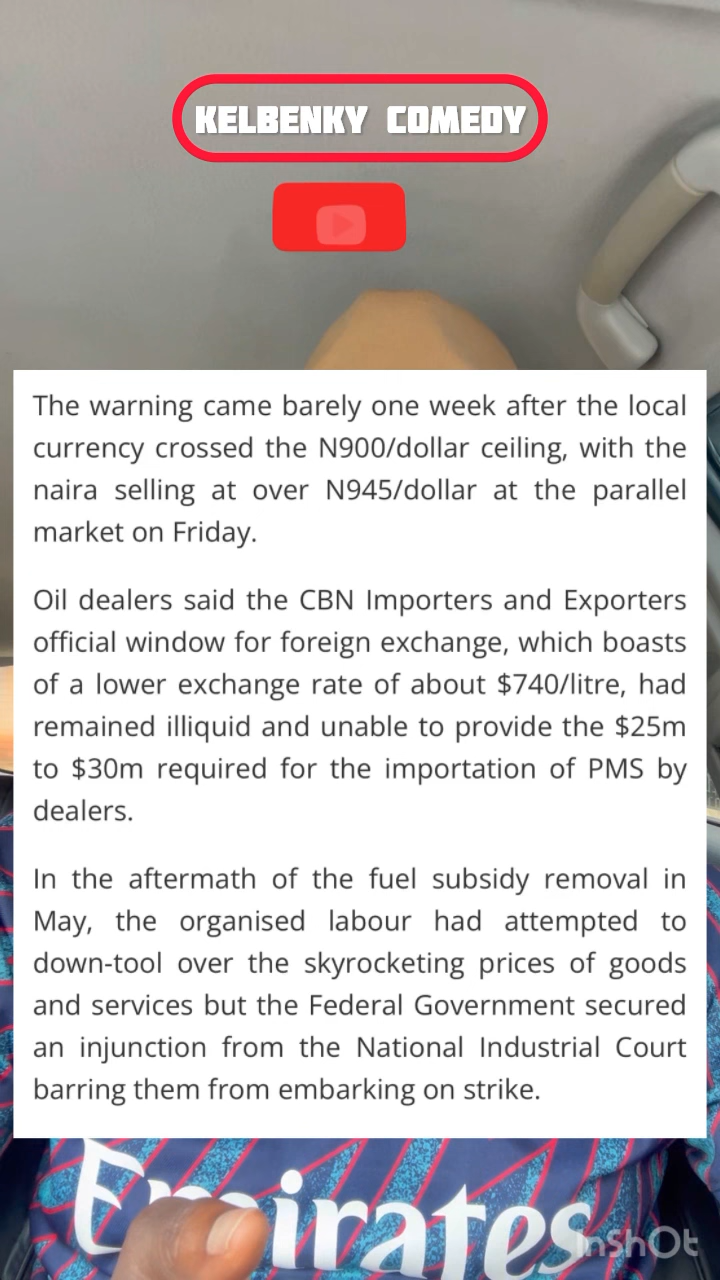 KELBENKY COMEDY
The warning came barely one week after the local
currency crossed the N900/dollar ceiling, with the
naira selling at over N945/dollar at the parallel
market on Friday.
Oil dealers said the CBN Importers and Exporters
official window for foreign exchange, which boasts
of a lower exchange rate of about $740/litre, had
remained illiquid and unable to provide the $25m
to $30m required for the importation of PMS by
dealers.
In the aftermath of the fuel subsidy removal in
May, the organised labour had attempted to
down-tool over the skyrocketing prices of goods
and services but the Federal Government secured
an injunction from the National Industrial Court
barring them from embarking on strike.
Emirates
InShOt